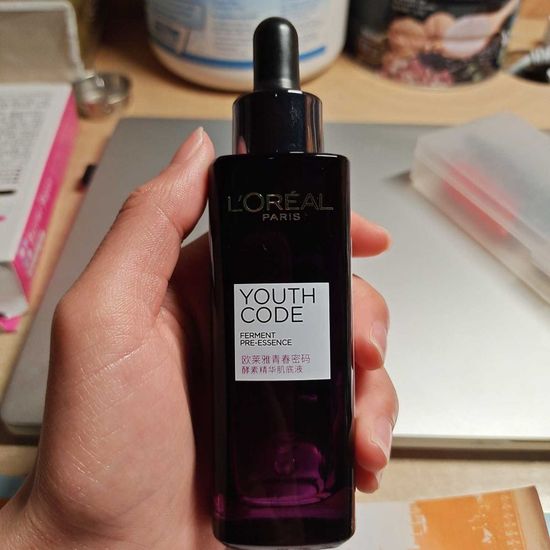 L'ORÉAL
PARIS
YOUTH
CODE
FERMENT
PRE-ESSENCE
欧莱雅青春密码
酵素精华肌底液